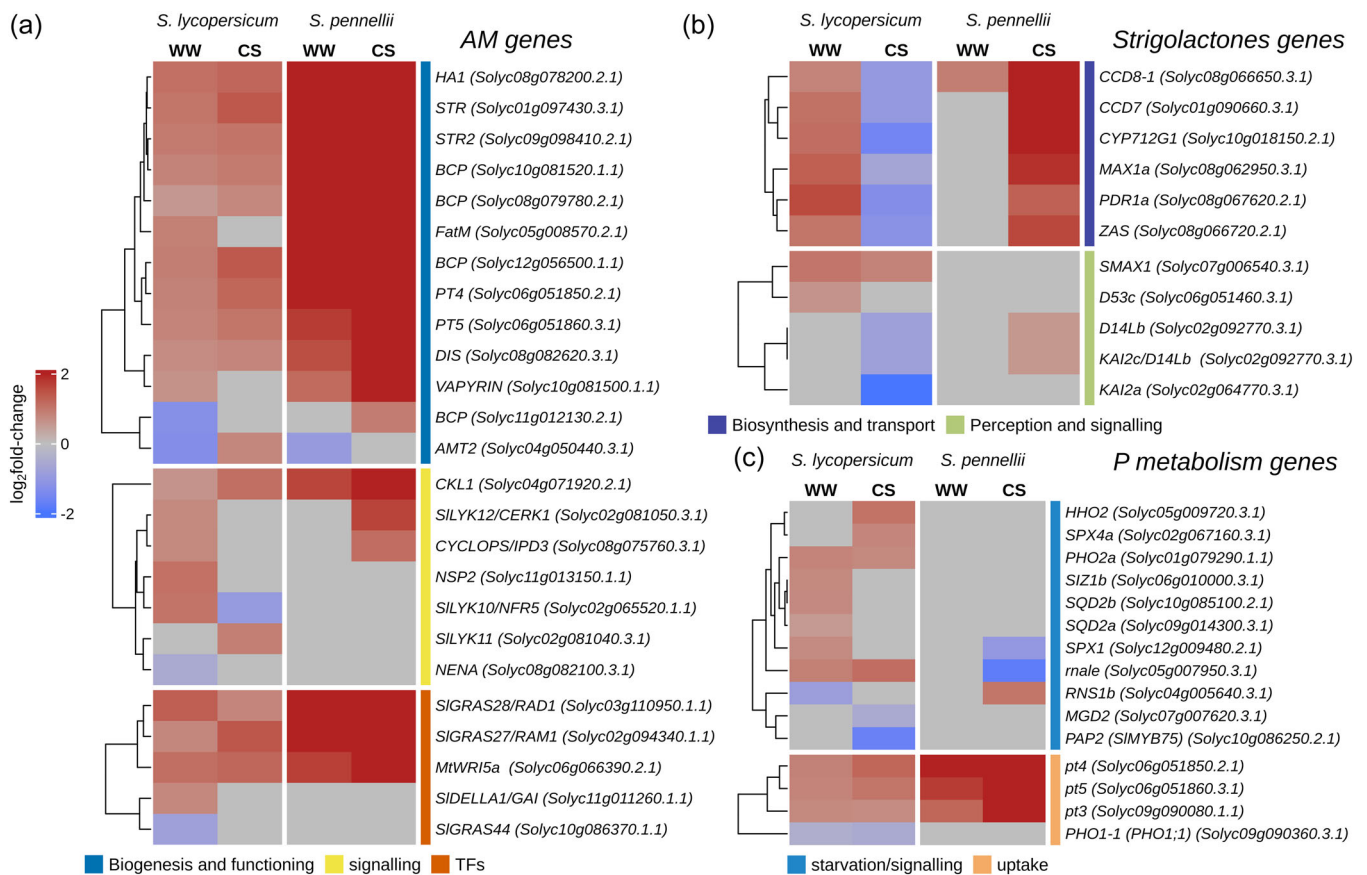 (a)
S. lycopersicum S. pennellii
WW CS WW CS AM genes
HA1 (Solyc08g078200.2.1)
STR (Solyc01g097430.3.1)
STR2 (Solyc09g098410.2.1)
BCP (Solyc10g081520.1.1)
BCP (Solyc08g079780.2.1)
FatM (Solyc05g008570.2.1)
BCP (Solyc12g056500.1.1)
PT4 (Solyc06g051850.2.1)
PT5 (Solyc06g051860.3.1)
DIS (Solyc08g082620.3.1)
VAPYRIN (Solyc10g081500.1.1)
BCP (Solyc11g012130.2.1)
AMT2 (Solyc04g050440.3.1)
CKL1 (Solyc04g071920.2.1)
SlLYK12/CERK1 (Solyc02g081050.3.1)
CYCLOPS/IPD3 (Solyc08g075760.3.1)
NSP2 (Solyc11g013150.1.1)
SlLYK10/NFR5 (Solyc02g065520.1.1)
SlLYK11 (Solyc02g081040.3.1)
NENA (Solyc08g082100.3.1)
SlGRAS28/RAD1 (Solyc03g110950.1.1)
SlGRAS27/RAM1 (Solyc02g094340.1.1)
MtWRI5a (Solyc06g066390.2.1)
SlDELLA1/GAI (Solyc11g011260.1.1)
SlGRAS44 (Solyc10g086370.1.1)
log2fold-change
2
0
-2
Biogenesis and functioning signalling TFs
(b)
S. lycopersicum S. pennellii
WW CS WW CS Strigolactones genes
CCD8-1 (Solyc08g066650.3.1)
CCD7 (Solyc01g090660.3.1)
CYP712G1 (Solyc10g018150.2.1)
MAX1a (Solyc08g062950.3.1)
PDR1a (Solyc08g067620.2.1)
ZAS (Solyc08g066720.2.1)
SMAX1 (Solyc07g006540.3.1)
D53c (Solyc06g051460.3.1)
D14Lb (Solyc02g092770.3.1)
KAI2c/D14Lb (Solyc02g092770.3.1)
KAI2a (Solyc02g064770.3.1)
Biosynthesis and transport Perception and signalling
(c)
S. lycopersicum S. pennellii
WW CS WW CS P metabolism genes
HHO2 (Solyc05g009720.3.1)
SPX4a (Solyc02g067160.3.1)
PHO2a (Solyc01g079290.1.1)
SIZ1b (Solyc06g010000.3.1)
SQD2b (Solyc10g085100.2.1)
SQD2a (Solyc09g014300.3.1)
SPX1 (Solyc12g009480.2.1)
rnale (Solyc05g007950.3.1)
RNS1b (Solyc04g005640.3.1)
MGD2 (Solyc07g007620.3.1)
PAP2 (SlMYB75) (Solyc10g086250.2.1)
pt4 (Solyc06g051850.2.1)
pt5 (Solyc06g051860.3.1)
pt3 (Solyc09g090080.1.1)
PHO1-1 (PHO1;1) (Solyc09g090360.3.1)
starvation/signalling uptake